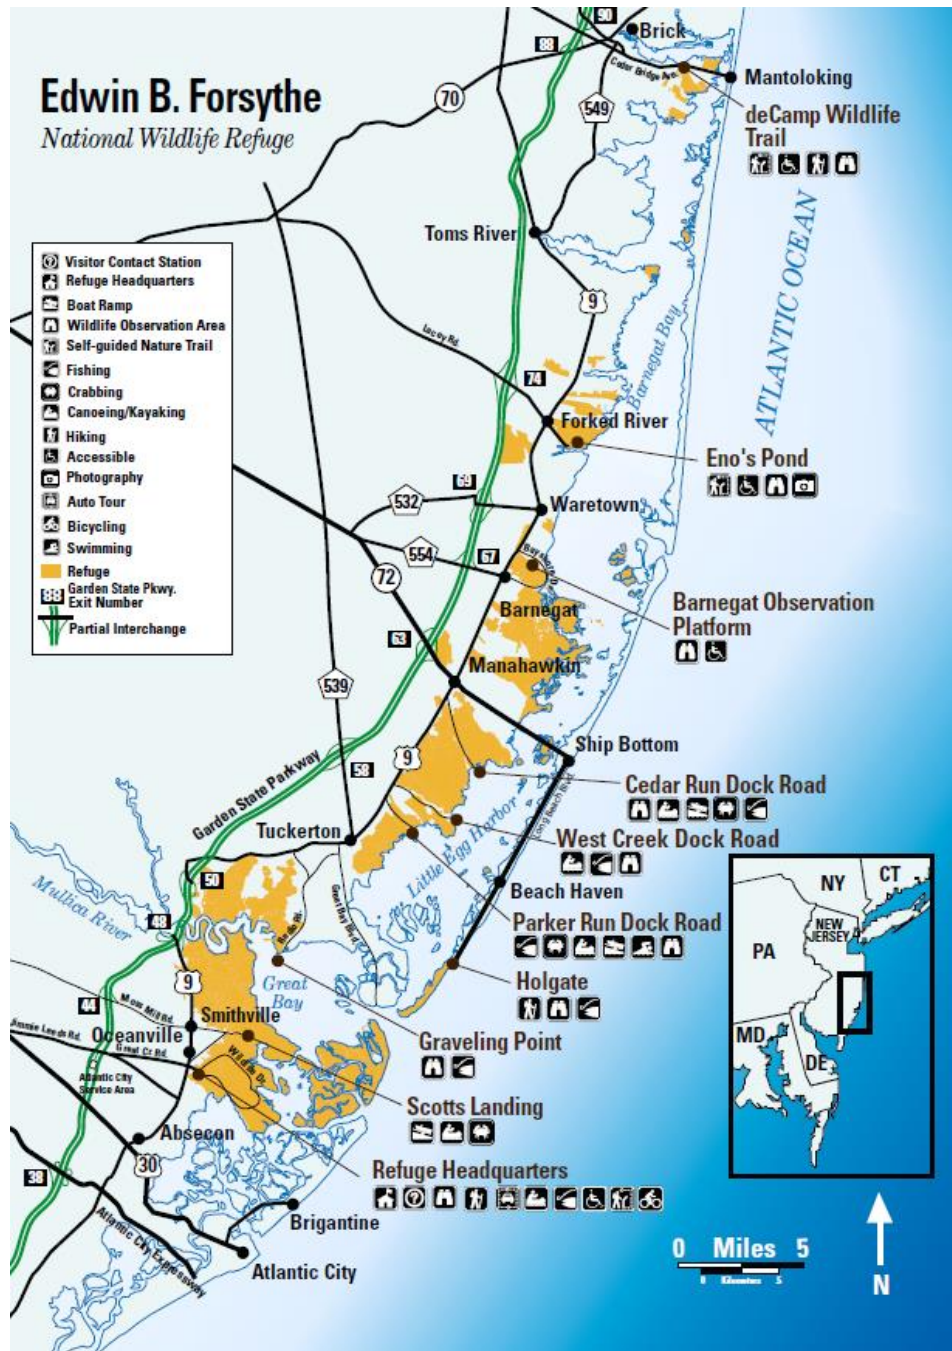 Edwin B. Forsythe
National Wildlife Refuge
90
Brick
88
Cedar Bridge Ave.
Mantoloking
70
549
deCamp Wildlife
Trail
ATLANTIC OCEAN
Toms River
Visitor Contact Station
Refuge Headquarters
Boat Ramp
Wildlife Observation Area
Self-guided Nature Trail
Fishing
Crabbing
Canoeing/Kayaking
Hiking
Accessible
Photography
Auto Tour
Bicycling
Swimming
Refuge
88 Garden State Pkwy.
Exit Number
Partial Interchange
9
Barnegat Bay
Lacey Rd.
74
Forked River
Eno's Pond
69
532
Waretown
554
67
Bayshore Dr.
72
Barnegat
Barnegat Observation
Platform
63
Manahawkin
539
9
Ship Bottom
58
Garden State Parkway
Cedar Run Dock Road
Long Beach Blvd.
Tuckerton
Little Egg Harbor
West Creek Dock Road
50
Great Bay Blvd.
Beach Haven
Mullica River
48
Parker Run Dock Road
NY
CT
NEW
JERSEY
PA
MD
DE
Great
Bay
Holgate
9
44
Moss Mill Rd.
Smithville
Oceanville
Jimmie Leeds Rd.
Great Cr Rd.
Wildlife Dr.
Graveling Point
Atlantic City
Service Area
Scotts Landing
Absecon
30
38
Refuge Headquarters
Brigantine
Atlantic City Expressway
Atlantic City
0 Miles 5
0 Kilometers 5
N